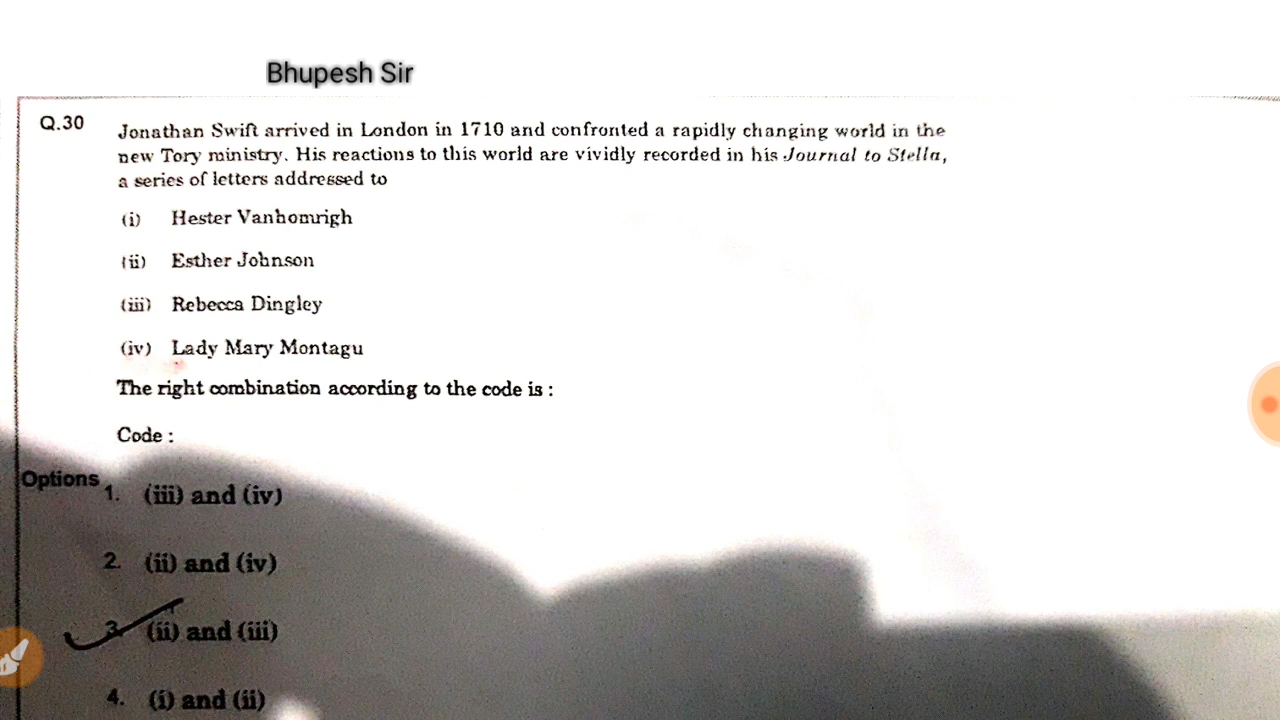 Bhupesh Sir
Q.30
Jonathan Swift arrived in London in 1710 and confronted a rapidly changing world in the
new Tory ministry. His reactions to this world are vividly recorded in his Journal to Stella,
a series of letters addressed to
(i) Hester Vanhomrigh
(ii) Esther Johnson
(iii) Rebecca Dingley
(iv) Lady Mary Montagu
The right combination according to the code is :
Code :
Options
1. (iii) and (iv)
2. (ii) and (iv)
3. (ii) and (iii)
4. (i) and (ii)